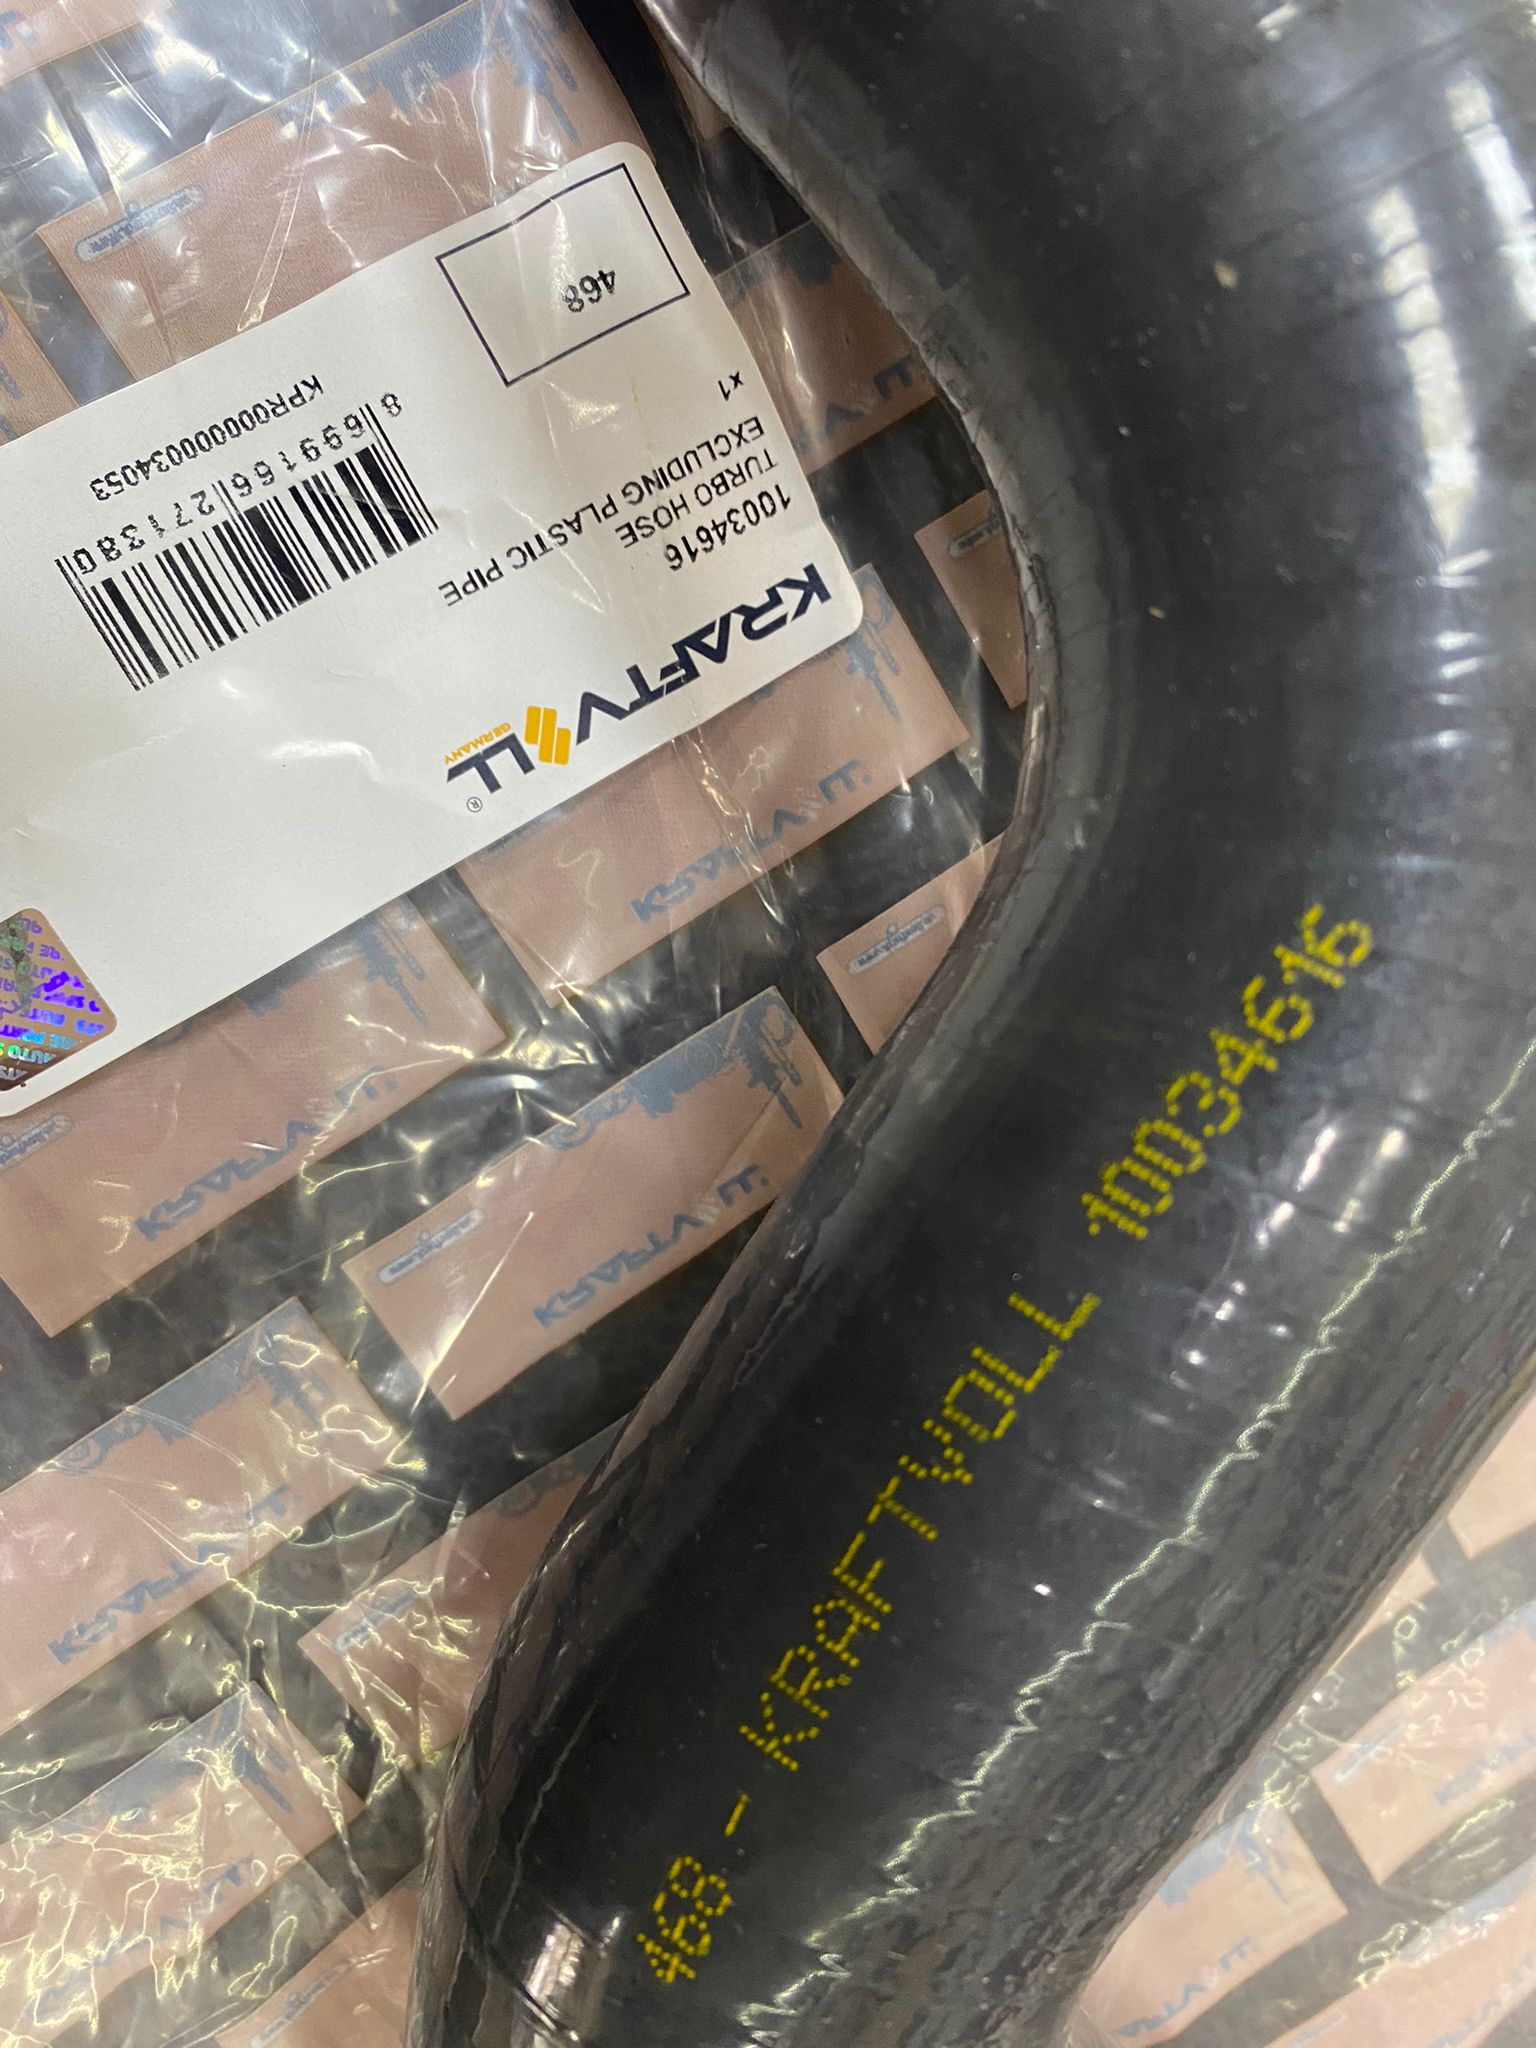 KRAFTVOLL
GERMANY
®
10034616
TURBO HOSE
EXCLUDING PLASTIC PIPE
x1
468
8 699166 271380
KPR0000000034053
468 - KRAFTVOLL 10034616